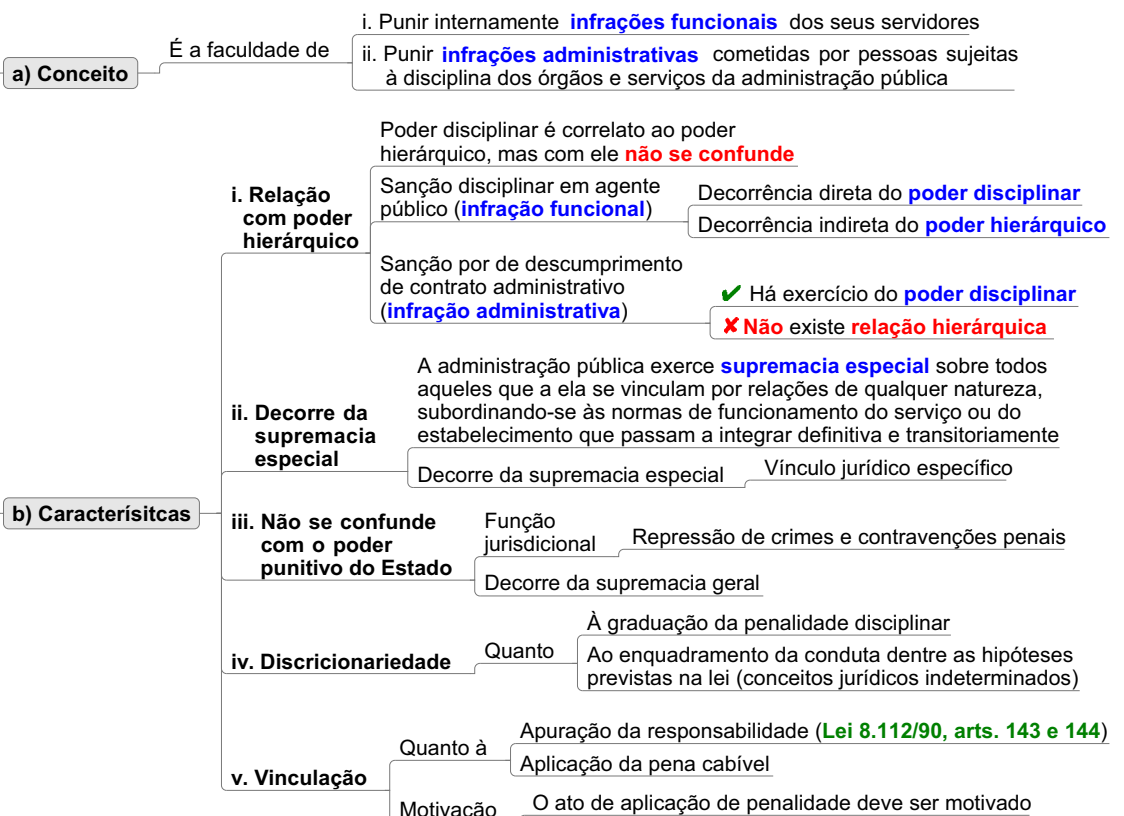 a) Conceito
É a faculdade de
i. Punir internamente infrações funcionais dos seus servidores
ii. Punir infrações administrativas cometidas por pessoas sujeitas
à disciplina dos órgãos e serviços da administração pública
b) Caracterísitcas
i. Relação
com poder
hierárquico
Poder disciplinar é correlato ao poder
hierárquico, mas com ele não se confunde
Sanção disciplinar em agente
público (infração funcional)
Decorrência direta do poder disciplinar
Decorrência indireta do poder hierárquico
Sanção por de descumprimento
de contrato administrativo
(infração administrativa)
✔ Há exercício do poder disciplinar
✘ Não existe relação hierárquica
ii. Decorre da
supremacia
especial
A administração pública exerce supremacia especial sobre todos
aqueles que a ela se vinculam por relações de qualquer natureza,
subordinando-se às normas de funcionamento do serviço ou do
estabelecimento que passam a integrar definitiva e transitoriamente
Decorre da supremacia especial
Vínculo jurídico específico
iii. Não se confunde
com o poder
punitivo do Estado
Função
jurisdicional
Repressão de crimes e contravenções penais
Decorre da supremacia geral
iv. Discricionariedade
Quanto
À graduação da penalidade disciplinar
Ao enquadramento da conduta dentre as hipóteses
previstas na lei (conceitos jurídicos indeterminados)
v. Vinculação
Quanto à
Apuração da responsabilidade (Lei 8.112/90, arts. 143 e 144)
Aplicação da pena cabível
Motivação
O ato de aplicação de penalidade deve ser motivado